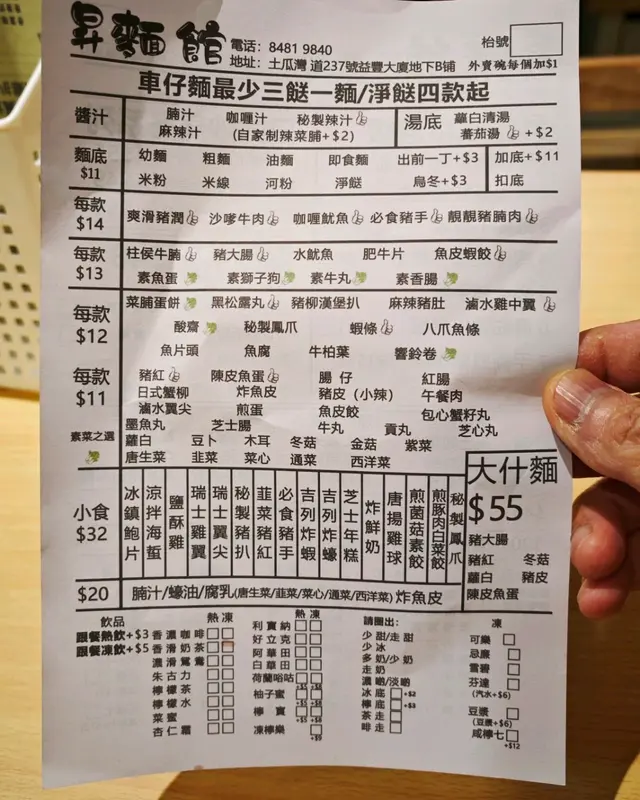 昇麵館
電話: 8481 9840
枱號
地址: 土瓜灣 道237號益豐大廈地下B铺 外賣碗每個加$1
車仔麵最少三餸一麵/淨餸四款起
醬汁 腩汁 咖喱汁 秘製辣汁
麻辣汁 (自家制辣菜脯+$2)
湯底 蘿白清湯
蕃茄湯 +$2
麵底 $11 幼麵 粗麵 油麵 即食麵 出前一丁+$3 加底+$11
米粉 米線 河粉 淨餸 烏冬+$3 扣底
每款 $14 爽滑豬潤 沙嗲牛肉 咖喱魷魚 必食豬手 靚靚豬腩肉
每款 $13 柱侯牛腩 豬大腸 水魷魚 肥牛片 魚皮蝦餃
素魚蛋 素獅子狗 素牛丸 素香腸
每款 $12 菜脯蛋餅 黑松露丸 豬柳漢堡扒 麻辣豬肚 滷水雞中翼
酸齋 秘製鳳爪 蝦條 八爪魚條
魚片頭 魚腐 牛柏葉 響鈴卷
每款 $11 豬紅 陳皮魚蛋 腸仔 紅腸
日式蟹柳 炸魚皮 豬皮 (小辣) 午餐肉
滷水翼尖 煎蛋 魚皮餃 包心蟹籽丸
墨魚丸 芝士腸 牛丸 貢丸 芝心丸
素菜之選 蘿白 豆卜 木耳 冬菇 金菇 紫菜
唐生菜 韭菜 菜心 通菜 西洋菜
小食 $32
冰鎮鮑片
涼拌海蜇
鹽酥雞
瑞士雞翼
瑞士翼尖
秘製豬扒
韮菜豬紅
必食豬手
吉列炸蝦
吉列炸蠔
芝士年糕
炸鮮奶
唐揚雞球
煎菌菇素餃
煎豚肉白菜餃
秘製鳳爪
大什麵
$55
豬大腸
豬紅 冬菇
蘿白 豬皮
陳皮魚蛋
$20 腩汁/蠔油/腐乳(唐生菜/韮菜/菜心/通菜/西洋菜) 炸魚皮
飲品
跟餐熱飲+$3
跟餐凍飲+$5
熱 凍
香濃咖啡
香滑奶茶
濃滑鴛鴦
朱古力
檸檬茶
檸檬水
菜蜜
杏仁霜
熱 凍
利賓納
好立克
阿華田
白華田
荷蘭唂咕
+$5 +$8
柚子蜜
+$5 +$8
檸賓
+$5 +$8
凍檸樂
+$9
請圈出:
少甜/走甜
少冰
多奶/少奶
走奶
濃啲/淡啲
冰底 +$2
檸底 +$3
茶走
啡走
凍
可樂
忌廉
雪碧
芬達
(汽水+$6)
豆漿
(豆漿+$6)
咸檸七
+$12